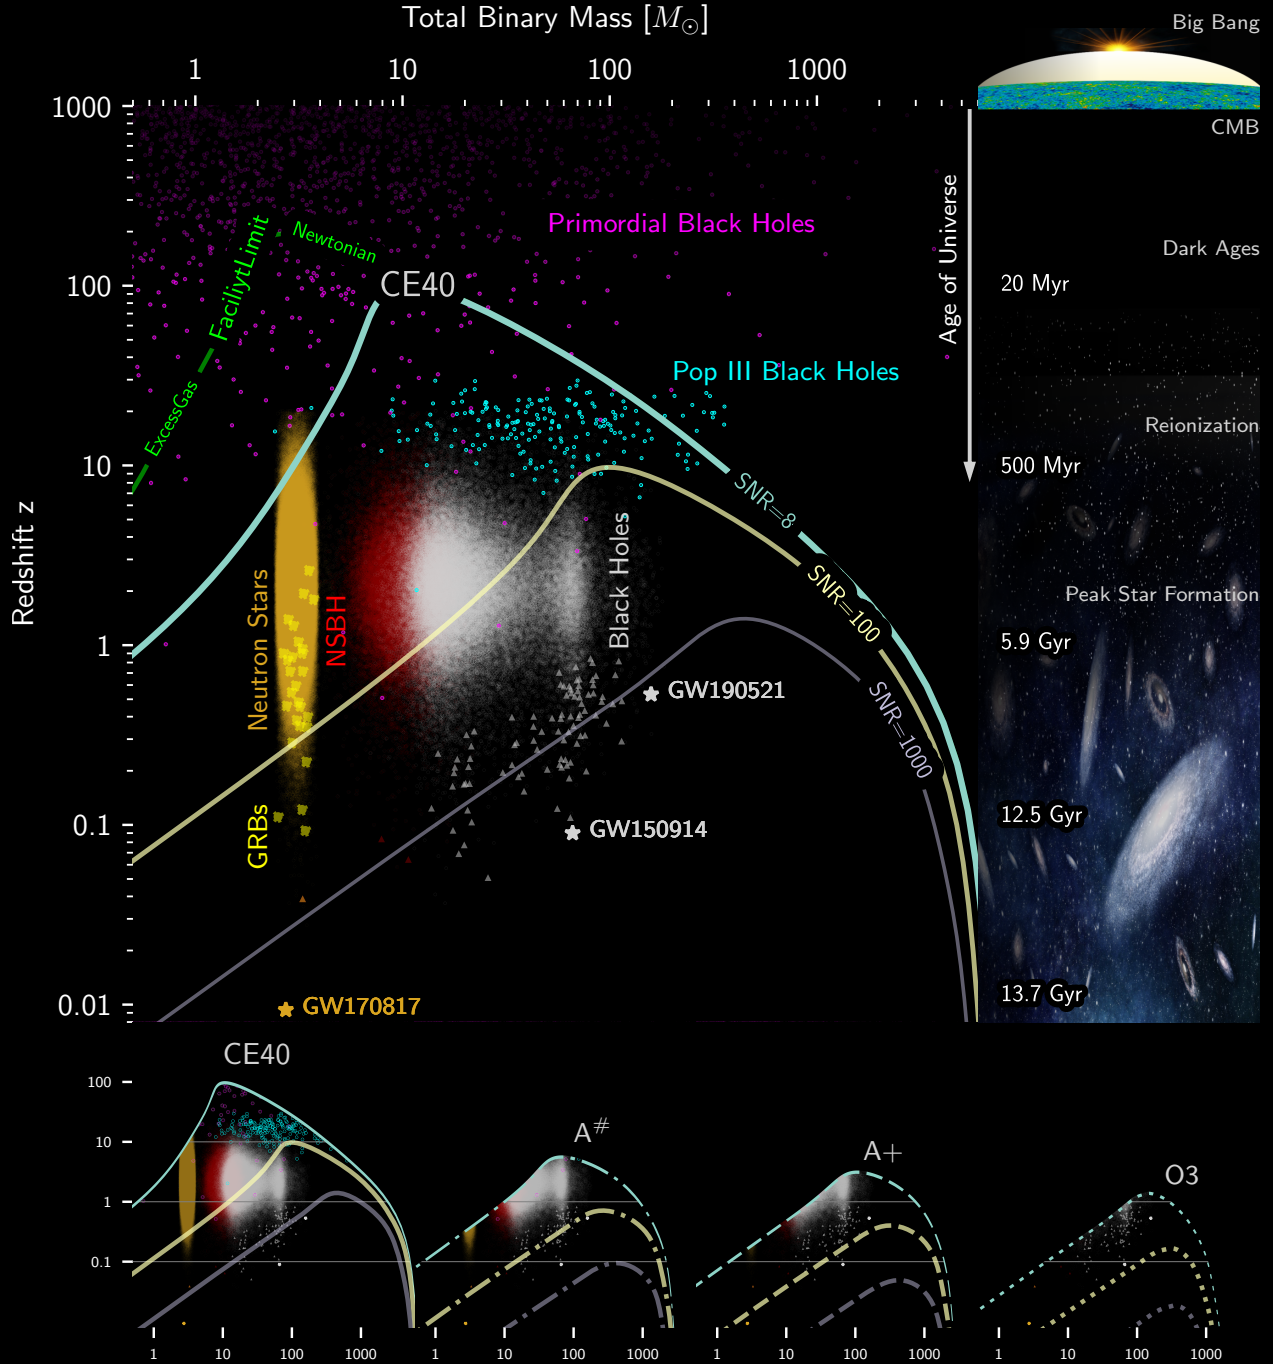 Total Binary Mass [M☉]
Big Bang
1 10 100 1000
1000
CMB
Age of Universe
Primordial Black Holes
FaciliytLimit
Newtonian
Dark Ages
100
CE40
20 Myr
Pop III Black Holes
ExcessGas
Reionization
10
500 Myr
SNR=8
Redshift z
Black Holes
SNR=100
Neutron Stars
NSBH
Peak Star Formation
1
5.9 Gyr
GW190521
SNR=1000
GRBs
0.1
GW150914
12.5 Gyr
0.01
GW170817
13.7 Gyr
CE40
100
A#
A+
O3
10
1
0.1
1 10 100 1000 1 10 100 1000 1 10 100 1000 1 10 100 1000